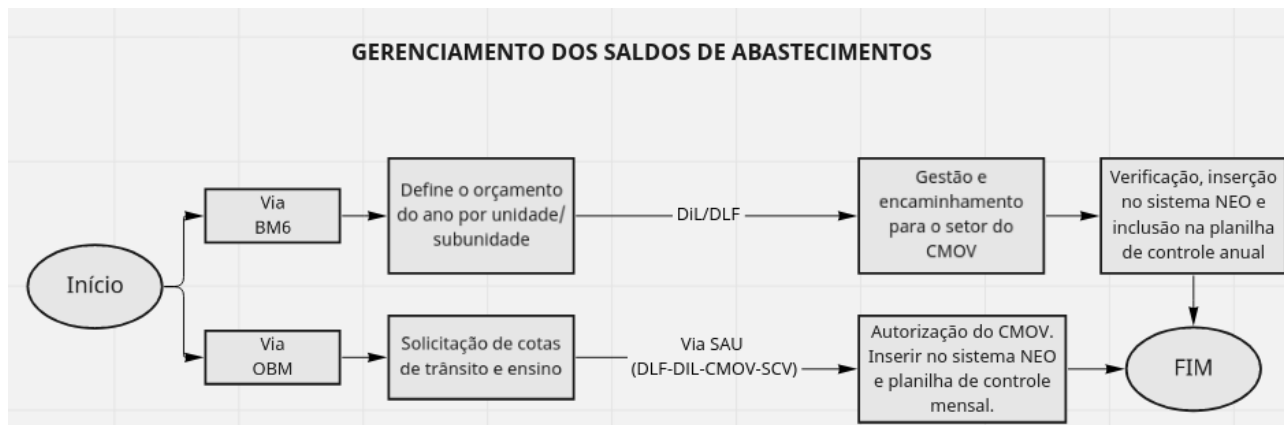 GERENCIAMENTO DOS SALDOS DE ABASTECIMENTOS
Início
Via
BM6
Define o orçamento
do ano por unidade/
subunidade
DiL/DLF
Gestão e
encaminhamento
para o setor do
CMOV
Verificação, inserção
no sistema NEO e
inclusão na planilha
de controle anual
Via
OBM
Solicitação de cotas
de trânsito e ensino
Via SAU
(DLF-DIL-CMOV-SCV)
Autorização do CMOV.
Inserir no sistema NEO
e planilha de controle
mensal.
FIM